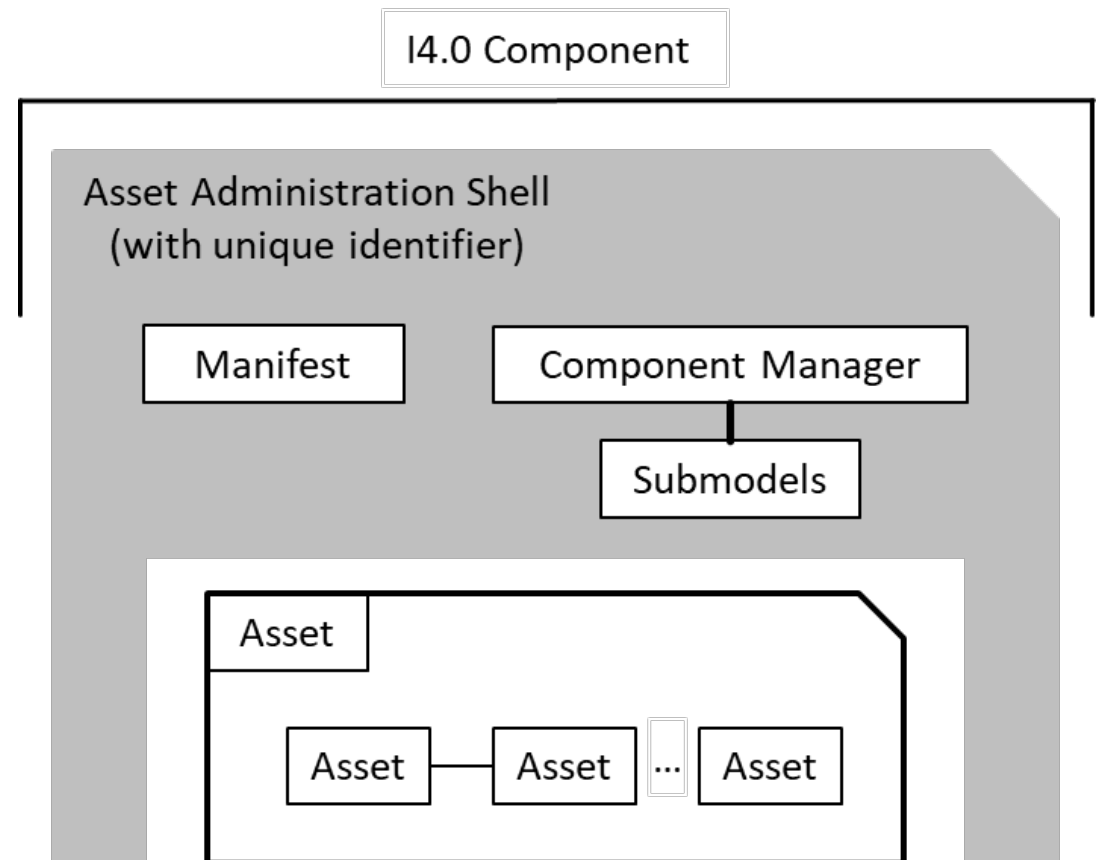 I4.0 Component
Asset Administration Shell
(with unique identifier)
Manifest
Component Manager
Submodels
Asset
Asset
Asset
...
Asset